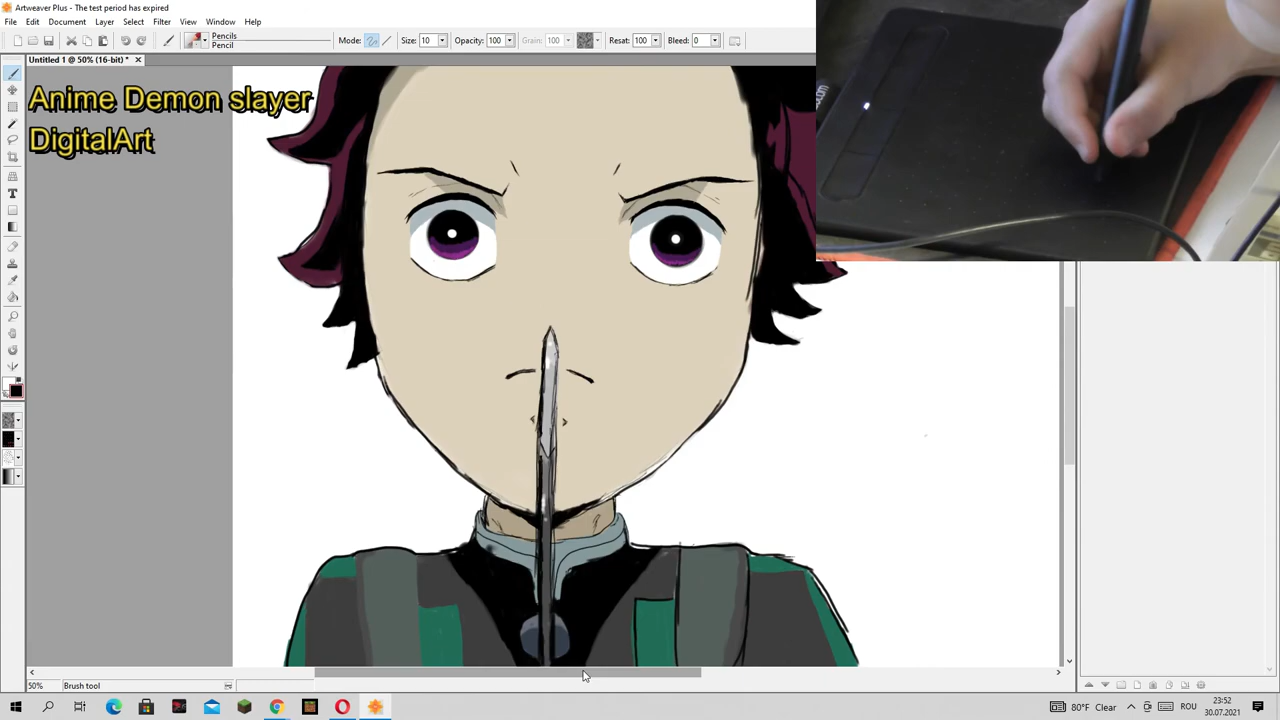 Artweaver Plus - The test period has expired
File Edit Document Layer Select Filter View Window Help
Pencils
Pencil
Mode: Size: 10 Opacity: 100 Grain: 100 Resat: 100 Bleed: 0
Untitled 1 @ 50% (16-bit) *
Anime Demon slayer
DigitalArt
50% Brush tool
80°F Clear ROU 23:52
30.07.2021